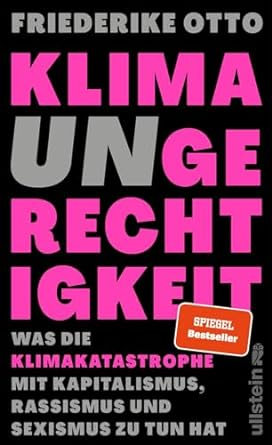 FRIEDERIKE OTTO
KLIMA
UNGE
RECHT
IGKEIT
WAS DIE
KLIMAKATASTROPHE
MIT KAPITALISMUS,
RASSISMUS UND
SEXISMUS ZU TUN HAT
SPIEGEL
Bestseller
ullstein